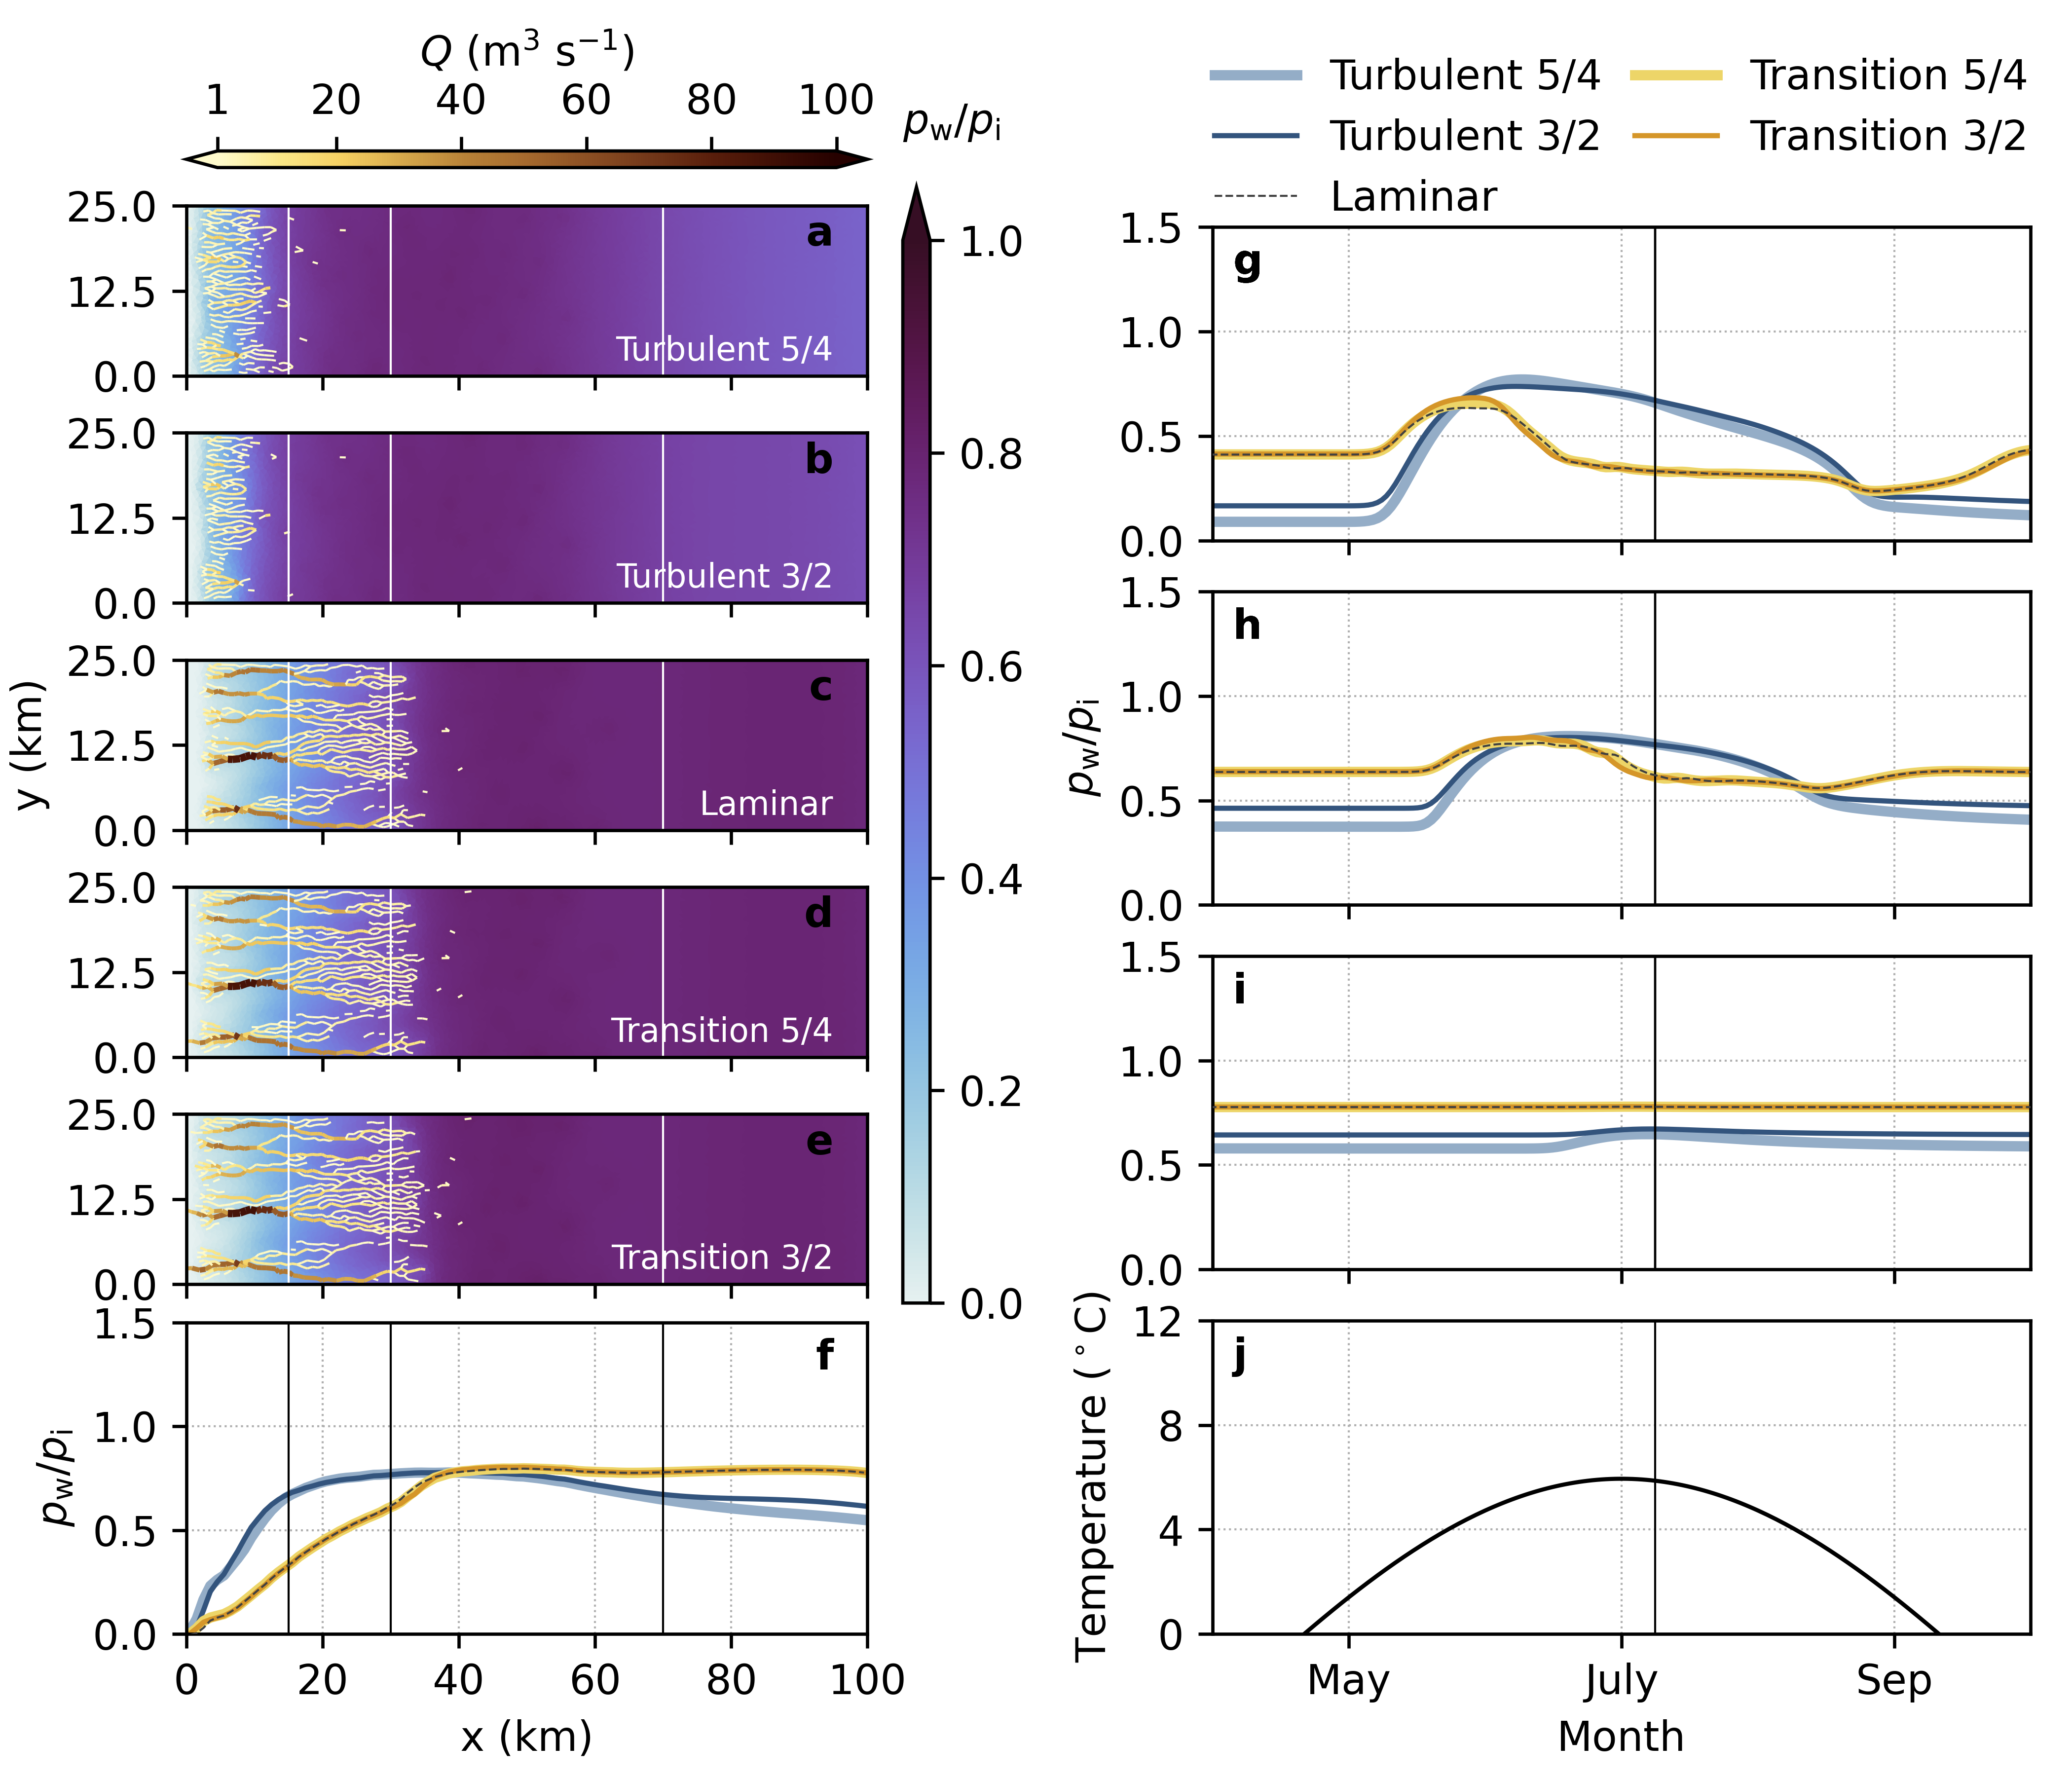 Q (m³ s⁻¹)
1 20 40 60 80 100
p_w/p_i
1.0
0.8
0.6
0.4
0.2
0.0
y (km)
25.0
12.5
0.0
a
Turbulent 5/4
25.0
12.5
0.0
b
Turbulent 3/2
25.0
12.5
0.0
c
Laminar
25.0
12.5
0.0
d
Transition 5/4
25.0
12.5
0.0
e
Transition 3/2
p_w/p_i
1.5
1.0
0.5
0.0
f
0 20 40 60 80 100
x (km)
Turbulent 5/4 Transition 5/4
Turbulent 3/2 Transition 3/2
Laminar
1.5
1.0
0.5
0.0
g
p_w/p_i
1.5
1.0
0.5
0.0
h
1.5
1.0
0.5
0.0
i
Temperature (°C)
12
8
4
0
j
May July Sep
Month